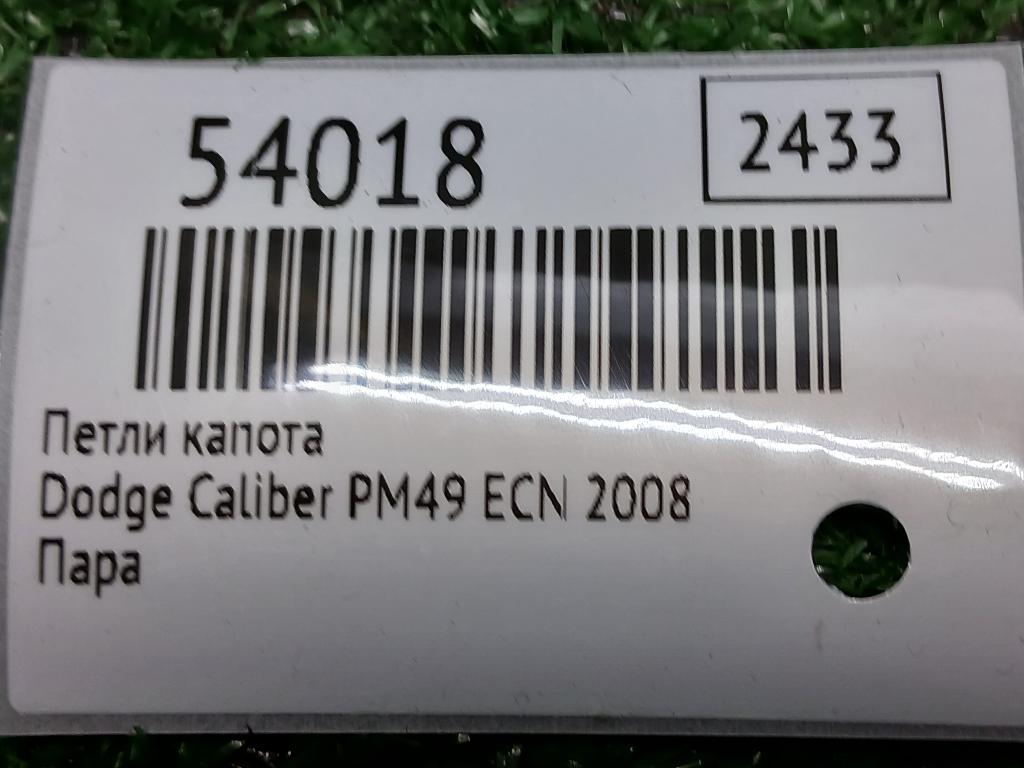 54018
2433
Петли капота
Dodge Caliber PM49 ECN 2008
Пара